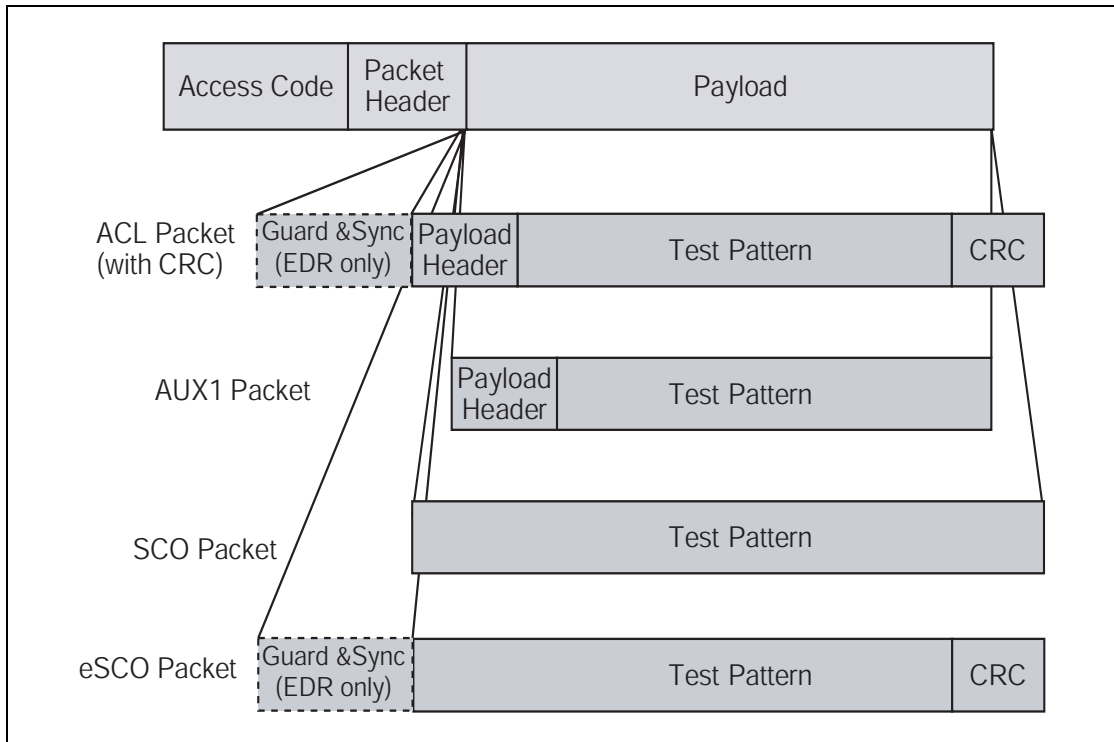 Access Code
Packet
Header
Payload
ACL Packet
(with CRC)
Guard &Sync
(EDR only)
Payload
Header
Test Pattern
CRC
AUX1 Packet
Payload
Header
Test Pattern
SCO Packet
Test Pattern
eSCO Packet
Guard &Sync
(EDR only)
Test Pattern
CRC